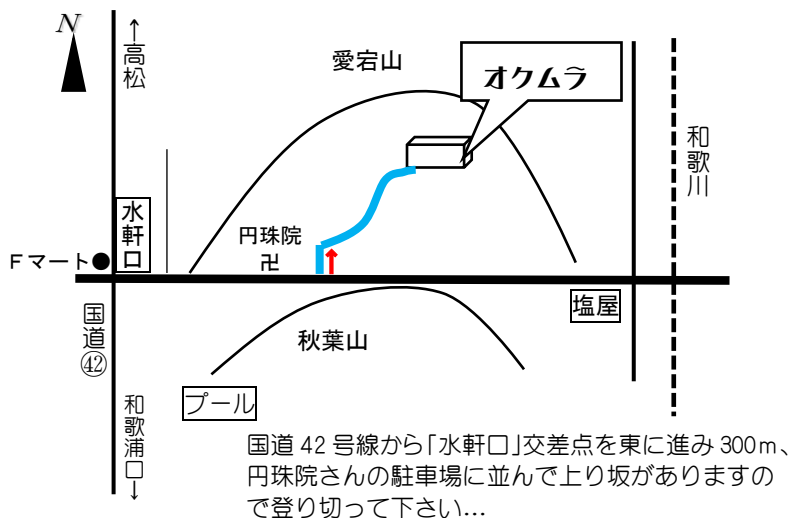 N
↑高松
愛宕山
オクムラ
和歌川
水軒口
円珠院
卍
Fマート●
国道㊷
塩屋
秋葉山
プール
和歌浦口↓
国道42号線から「水軒口」交差点を東に進み300m、
円珠院さんの駐車場に並んで上り坂がありますの
で登り切って下さい…